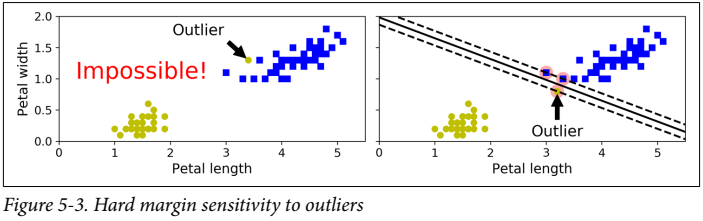 Outlier
Impossible!
Petal width
2.0
1.5
1.0
0.5
0.0
0 1 2 3 4 5
Petal length
Outlier
0 1 2 3 4 5
Petal length
Figure 5-3. Hard margin sensitivity to outliers